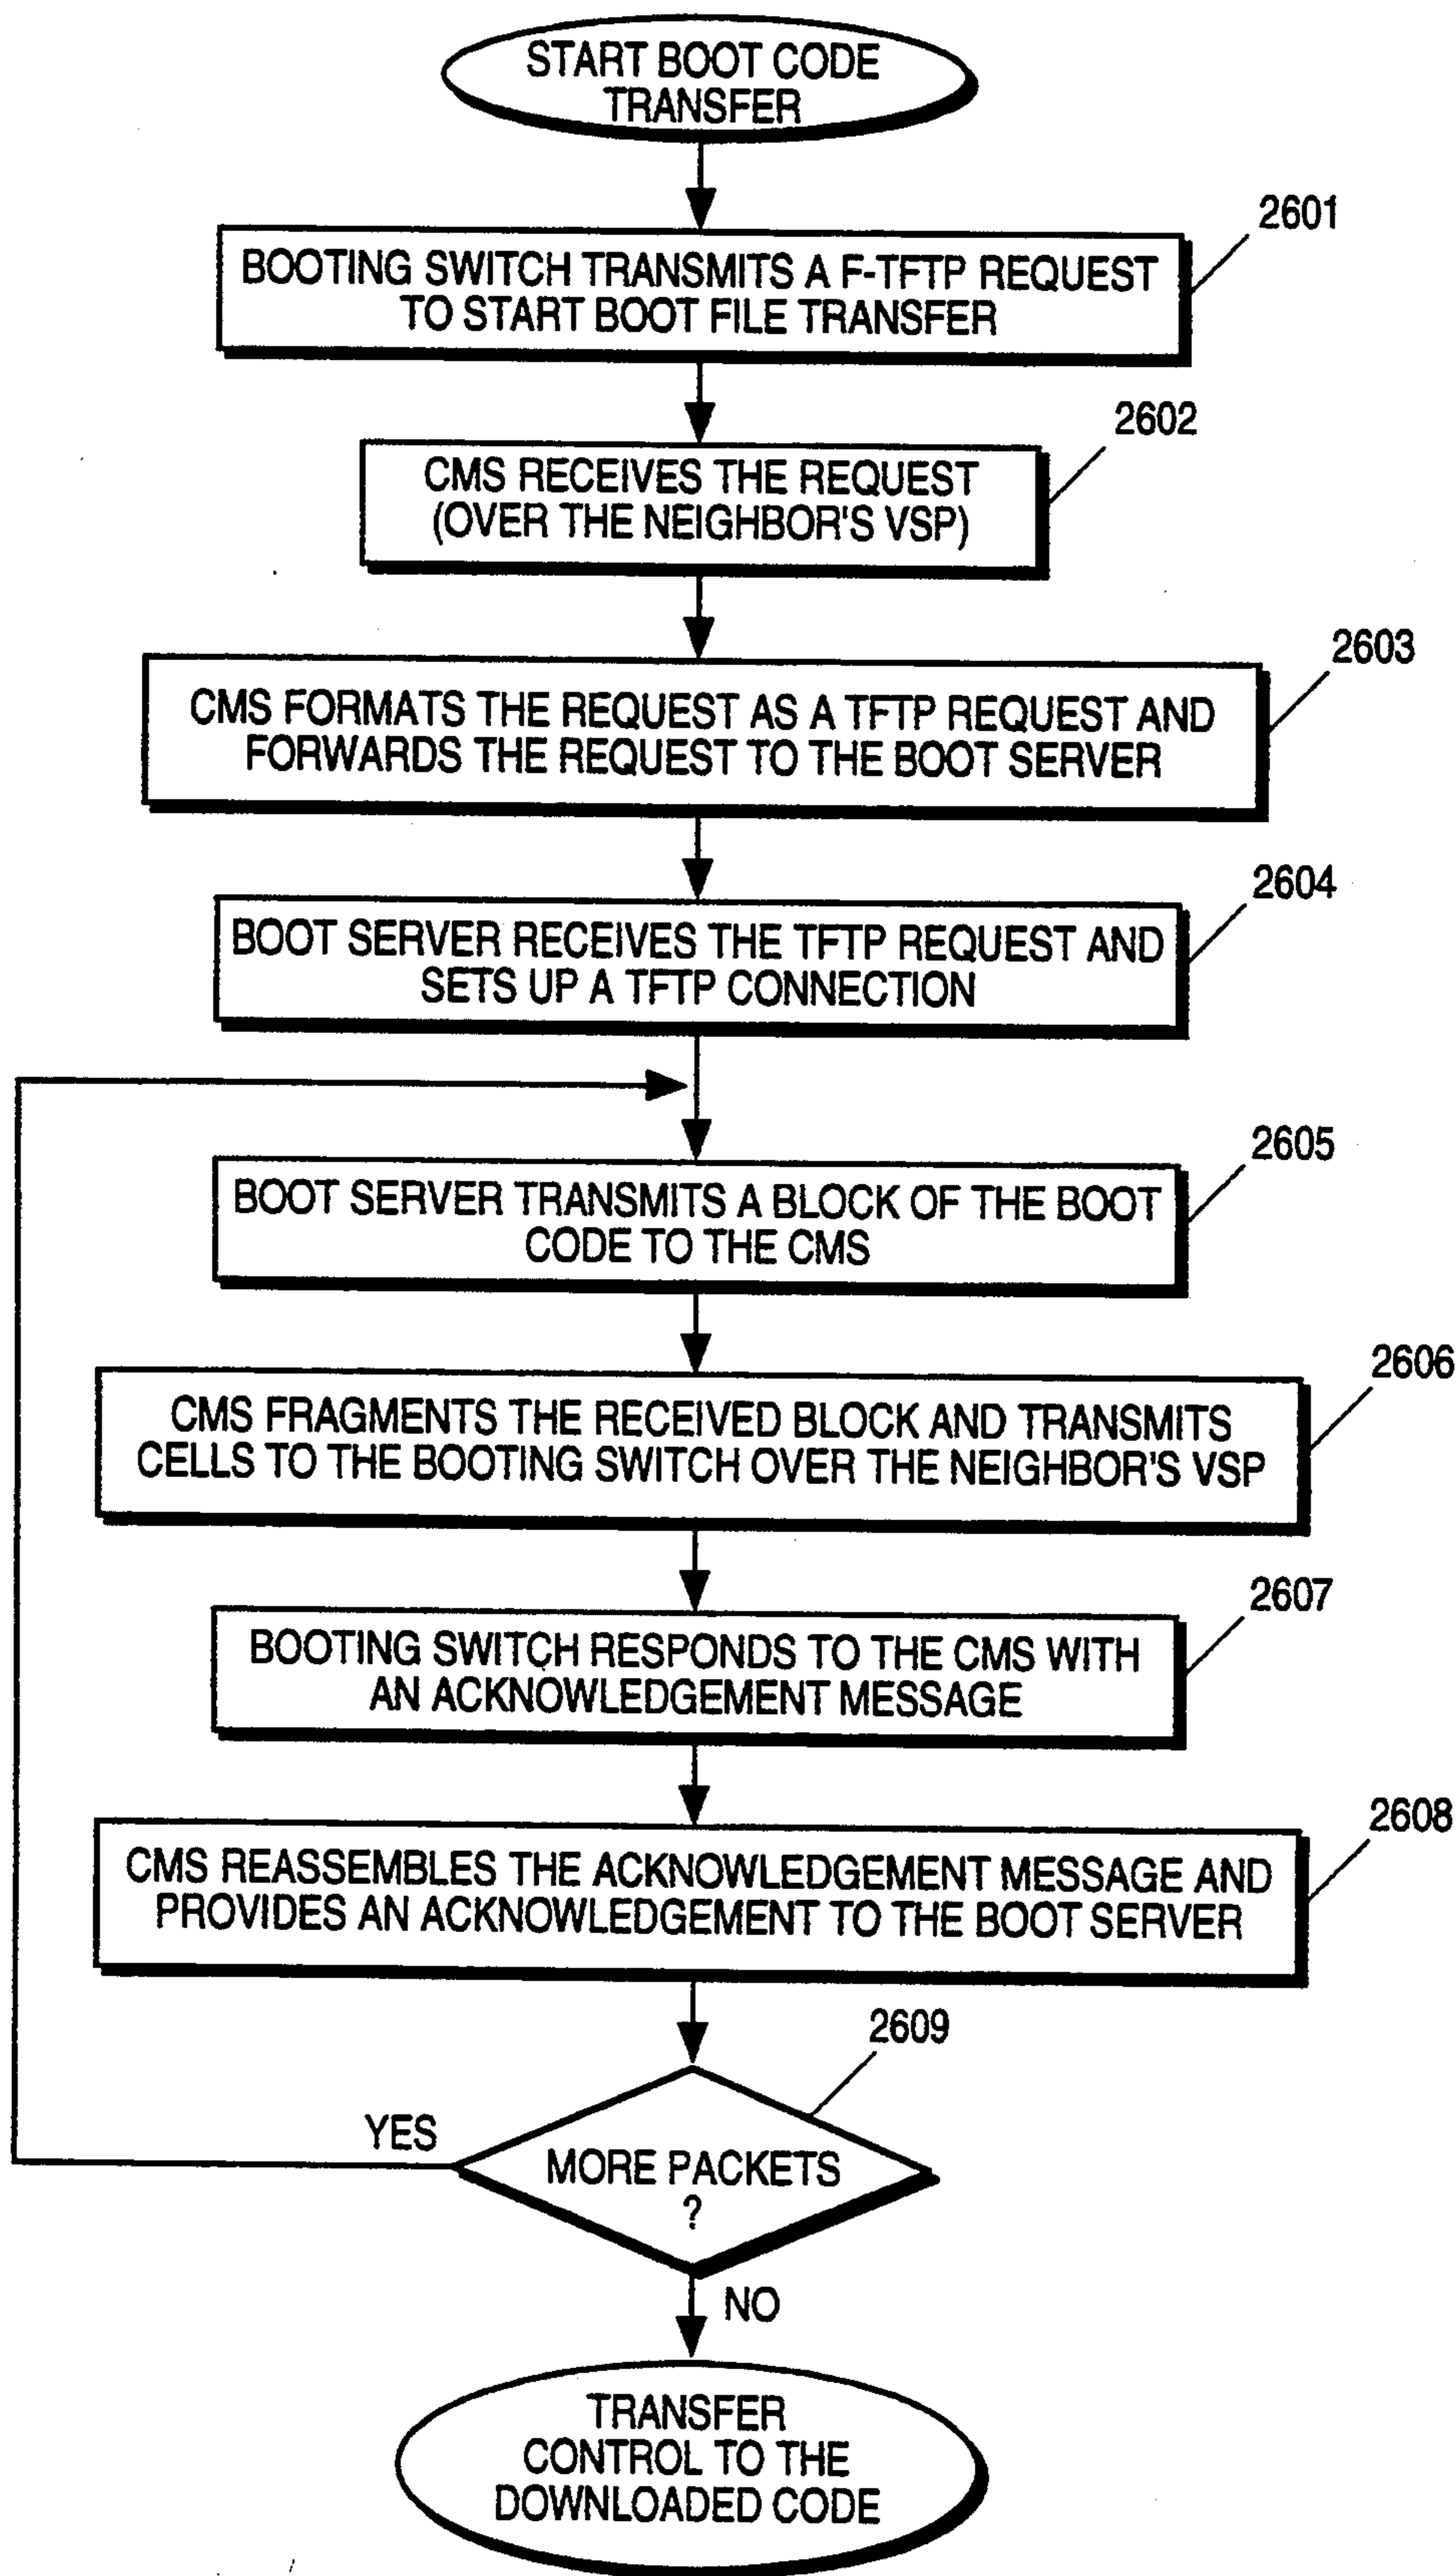 START BOOT CODE
TRANSFER
2601
BOOTING SWITCH TRANSMITS A F-TFTP REQUEST
TO START BOOT FILE TRANSFER
2602
CMS RECEIVES THE REQUEST
(OVER THE NEIGHBOR'S VSP)
2603
CMS FORMATS THE REQUEST AS A TFTP REQUEST AND
FORWARDS THE REQUEST TO THE BOOT SERVER
2604
BOOT SERVER RECEIVES THE TFTP REQUEST AND
SETS UP A TFTP CONNECTION
2605
BOOT SERVER TRANSMITS A BLOCK OF THE BOOT
CODE TO THE CMS
2606
CMS FRAGMENTS THE RECEIVED BLOCK AND TRANSMITS
CELLS TO THE BOOTING SWITCH OVER THE NEIGHBOR'S VSP
2607
BOOTING SWITCH RESPONDS TO THE CMS WITH
AN ACKNOWLEDGEMENT MESSAGE
2608
CMS REASSEMBLES THE ACKNOWLEDGEMENT MESSAGE AND
PROVIDES AN ACKNOWLEDGEMENT TO THE BOOT SERVER
2609
YES
MORE PACKETS
?
NO
TRANSFER
CONTROL TO THE
DOWNLOADED CODE